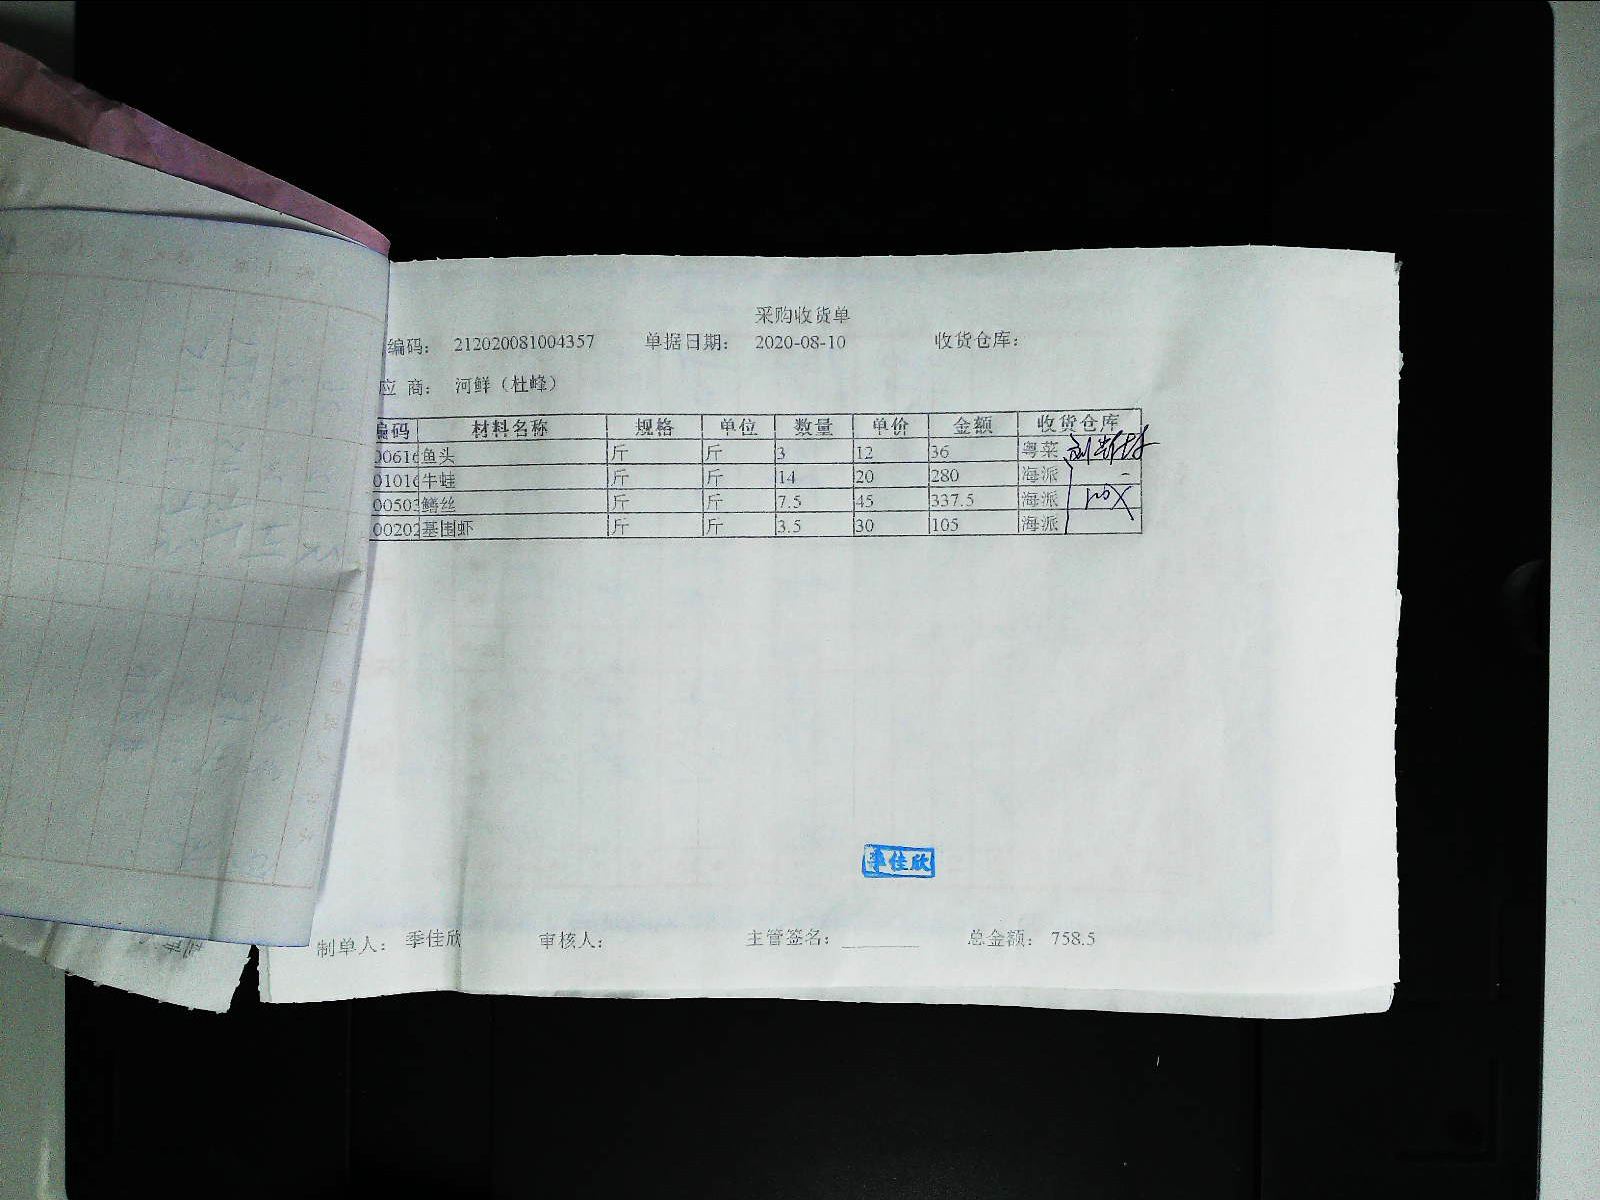 采购收货单
编码： 212020081004357 单据日期： 2020-08-10 收货仓库：
应 商： 河鲜（杜峰）
编码 材料名称 规格 单位 数量 单价 金额 收货仓库
00616 鱼头 斤 斤 3 12 36 粤菜
01016 牛蛙 斤 斤 14 20 280 海派
00503 鳝丝 斤 斤 7.5 45 337.5 海派
00202 基围虾 斤 斤 3.5 30 105 海派
季佳欣
制单人： 季佳欣 审核人： 主管签名： 总金额： 758.5